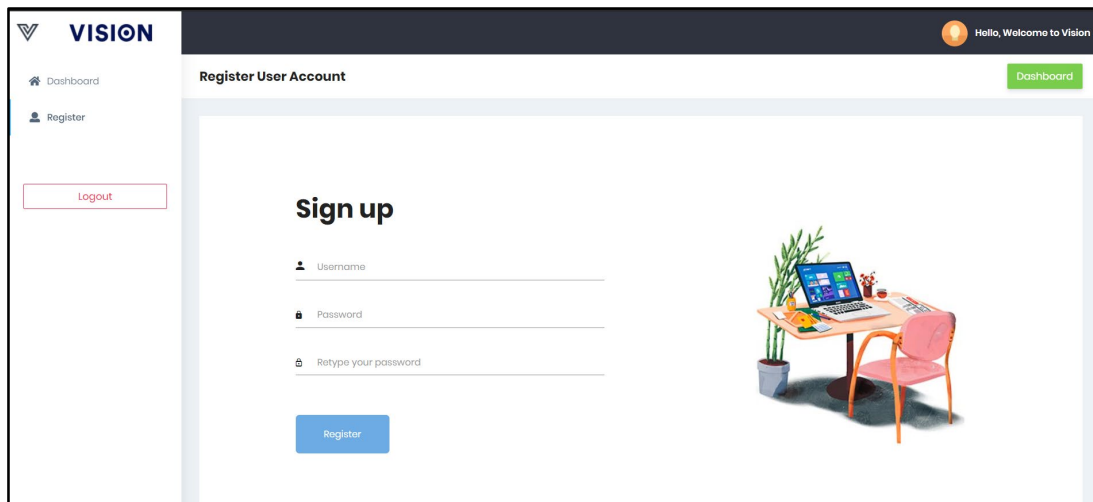 VISION
Hello, Welcome to Vision
Dashboard
Register
Logout
Register User Account
Dashboard
Sign up
Username
Password
Retype your password
Register